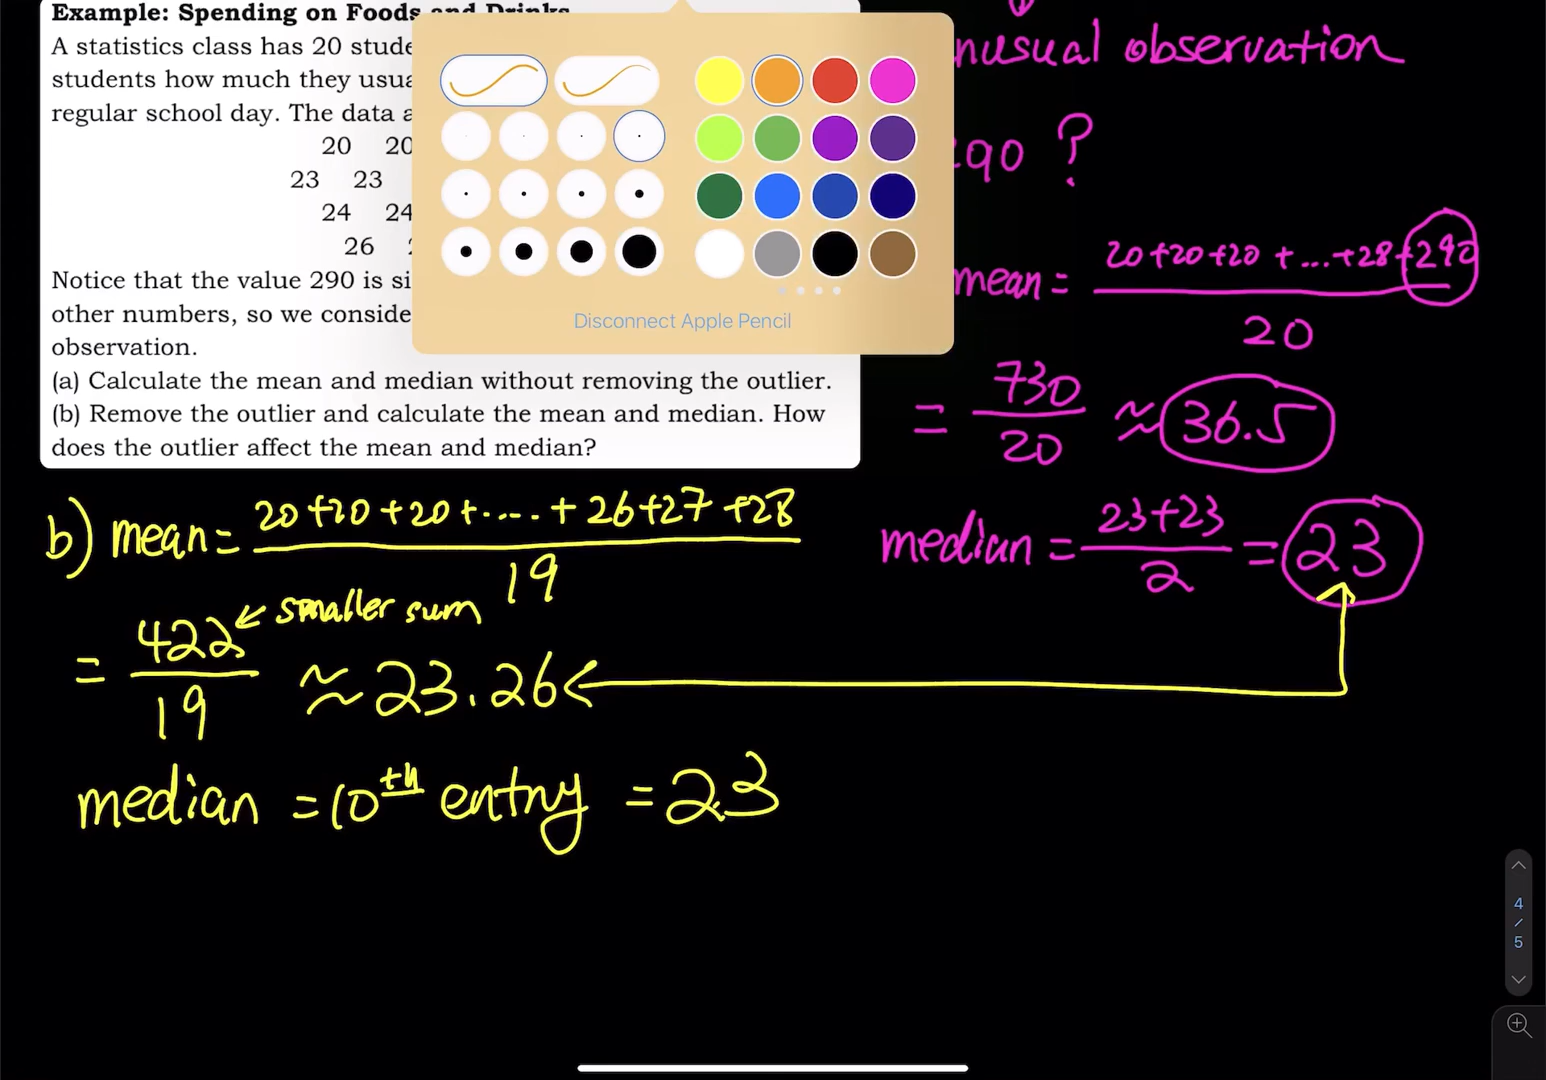 Example: Spending on Foods and Drinks
A statistics class has 20 stude
students how much they usua
regular school day. The data a
20 20
23 23
24 24
26
Notice that the value 290 is si
other numbers, so we conside
observation.
(a) Calculate the mean and median without removing the outlier.
(b) Remove the outlier and calculate the mean and median. How
does the outlier affect the mean and median?
Disconnect Apple Pencil
nusual observation
290 ?
mean = 20+20+20+...+28+290
20
= 730
20
≈ 36.5
median = 23+23
2
= 23
b) mean = 20+20+20+.....+26+27+28
19
= 422 ← smaller sum
19
≈ 23.26
median = 10th entry = 23
4
/
5